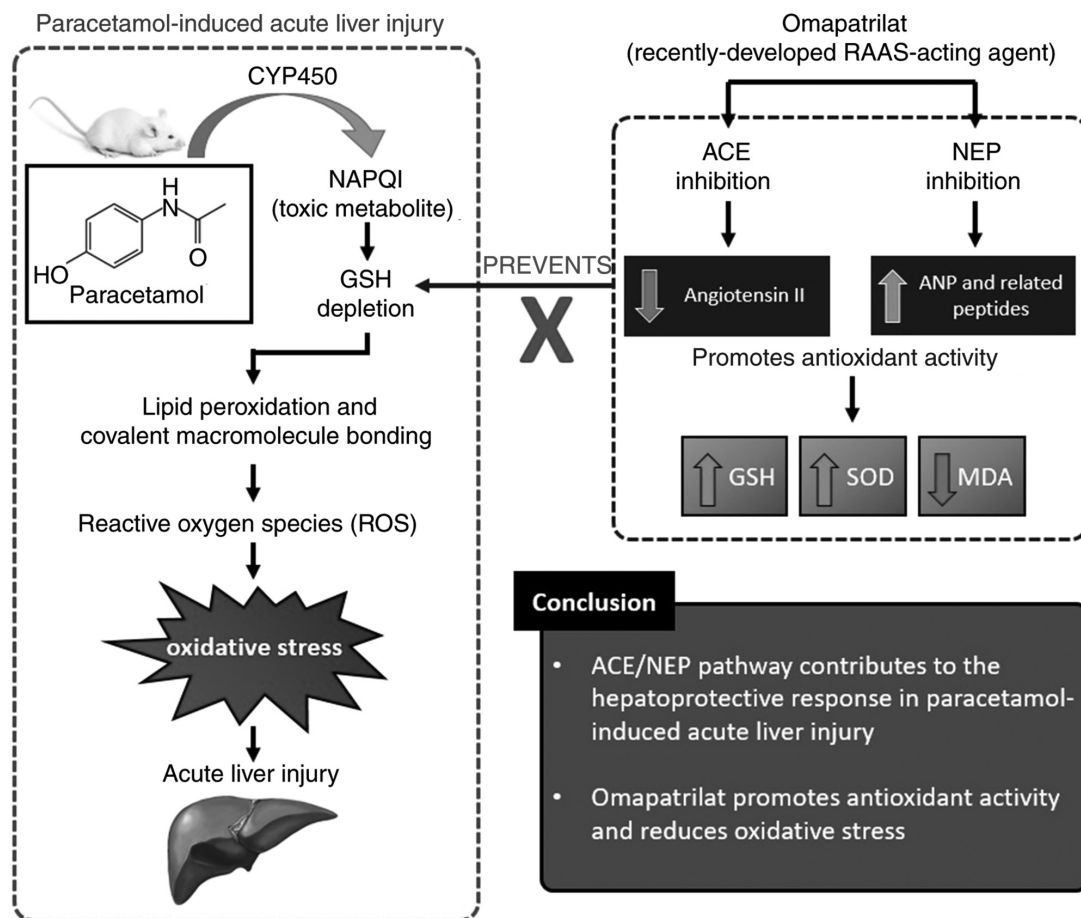 Paracetamol-induced acute liver injury
CYP450
H
N
O
HO
Paracetamol
NAPQI
(toxic metabolite)
GSH
depletion
Lipid peroxidation and
covalent macromolecule bonding
Reactive oxygen species (ROS)
oxidative stress
Acute liver injury
PREVENTS
X
Omapatrilat
(recently-developed RAAS-acting agent)
ACE
inhibition
NEP
inhibition
Angiotensin II
ANP and related
peptides
Promotes antioxidant activity
GSH
SOD
MDA
Conclusion
• ACE/NEP pathway contributes to the
hepatoprotective response in paracetamol-
induced acute liver injury
• Omapatrilat promotes antioxidant activity
and reduces oxidative stress